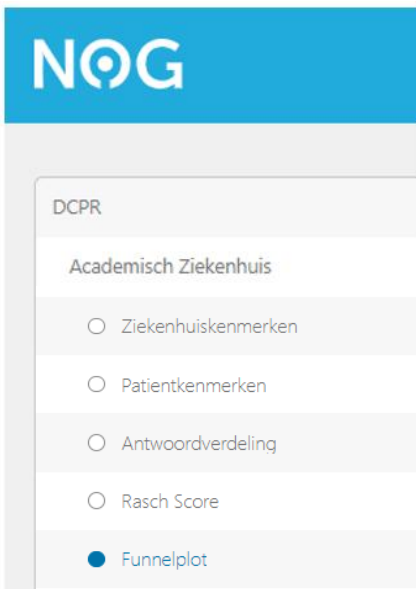 NOG
DCPR
Academisch Ziekenhuis
Ziekenhuiskenmerken
Patientkenmerken
Antwoordverdeling
Rasch Score
Funnelplot